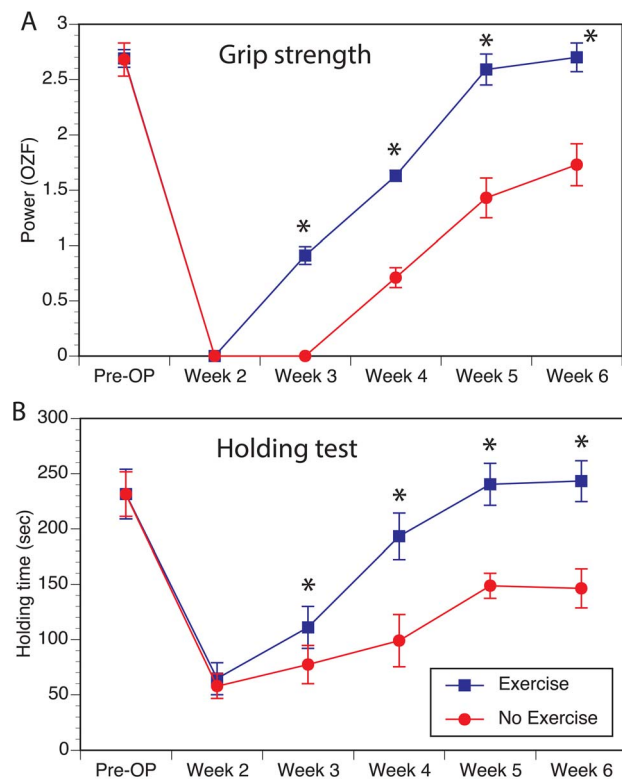 A
Grip strength
Power (OZF)
3
2.5
2
1.5
1
0.5
0
* * * *
Pre-OP Week 2 Week 3 Week 4 Week 5 Week 6
B
Holding test
Holding time (sec)
300
250
200
150
100
50
0
* * * *
Exercise
No Exercise
Pre-OP Week 2 Week 3 Week 4 Week 5 Week 6